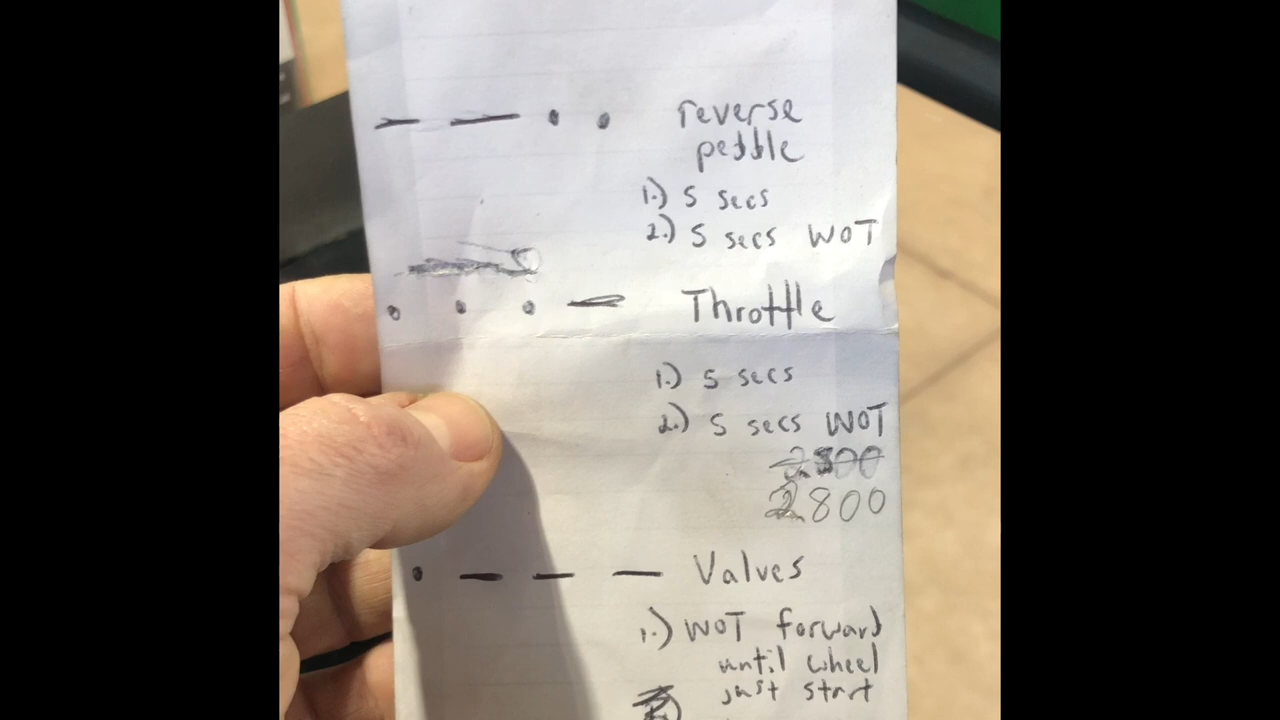 — — • • reverse
peddle
1.) 5 secs
2.) 5 secs WOT
• • • — Throttle
1.) 5 secs
2.) 5 secs WOT
2800
• — — — Valves
1.) WOT forward
until wheel
just start